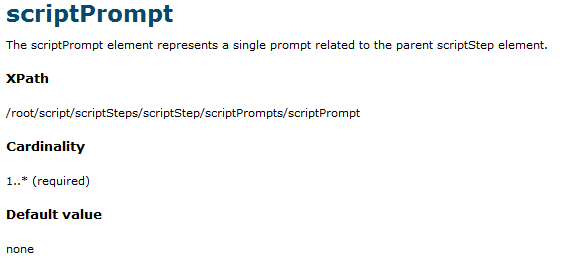 scriptPrompt
The scriptPrompt element represents a single prompt related to the parent scriptStep element.
XPath
/root/script/scriptSteps/scriptStep/scriptPrompts/scriptPrompt
Cardinality
1..* (required)
Default value
none